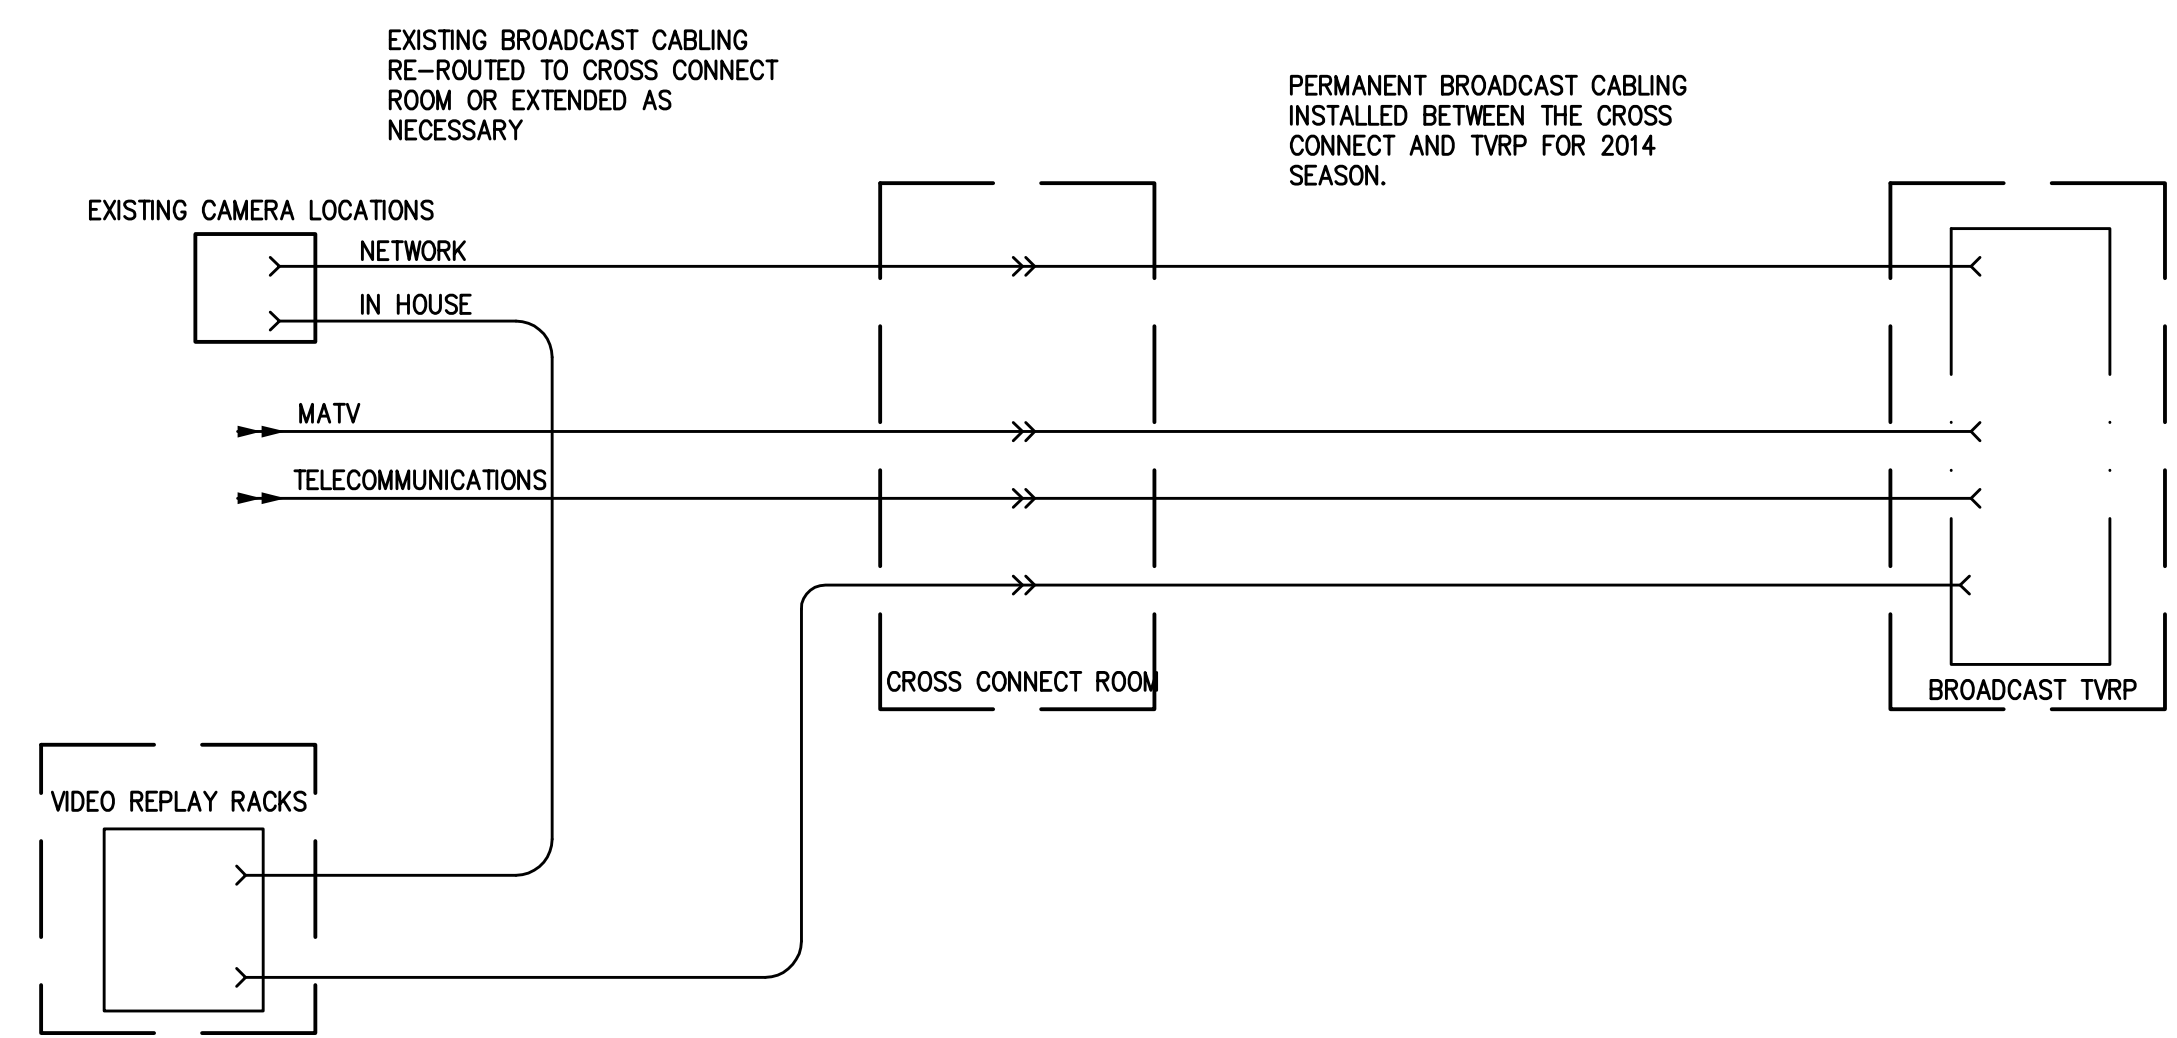 EXISTING BROADCAST CABLING
RE-ROUTED TO CROSS CONNECT
ROOM OR EXTENDED AS
NECESSARY
PERMANENT BROADCAST CABLING
INSTALLED BETWEEN THE CROSS
CONNECT AND TVRP FOR 2014
SEASON.
EXISTING CAMERA LOCATIONS
NETWORK
IN HOUSE
MATV
TELECOMMUNICATIONS
CROSS CONNECT ROOM
BROADCAST TVRP
VIDEO REPLAY RACKS